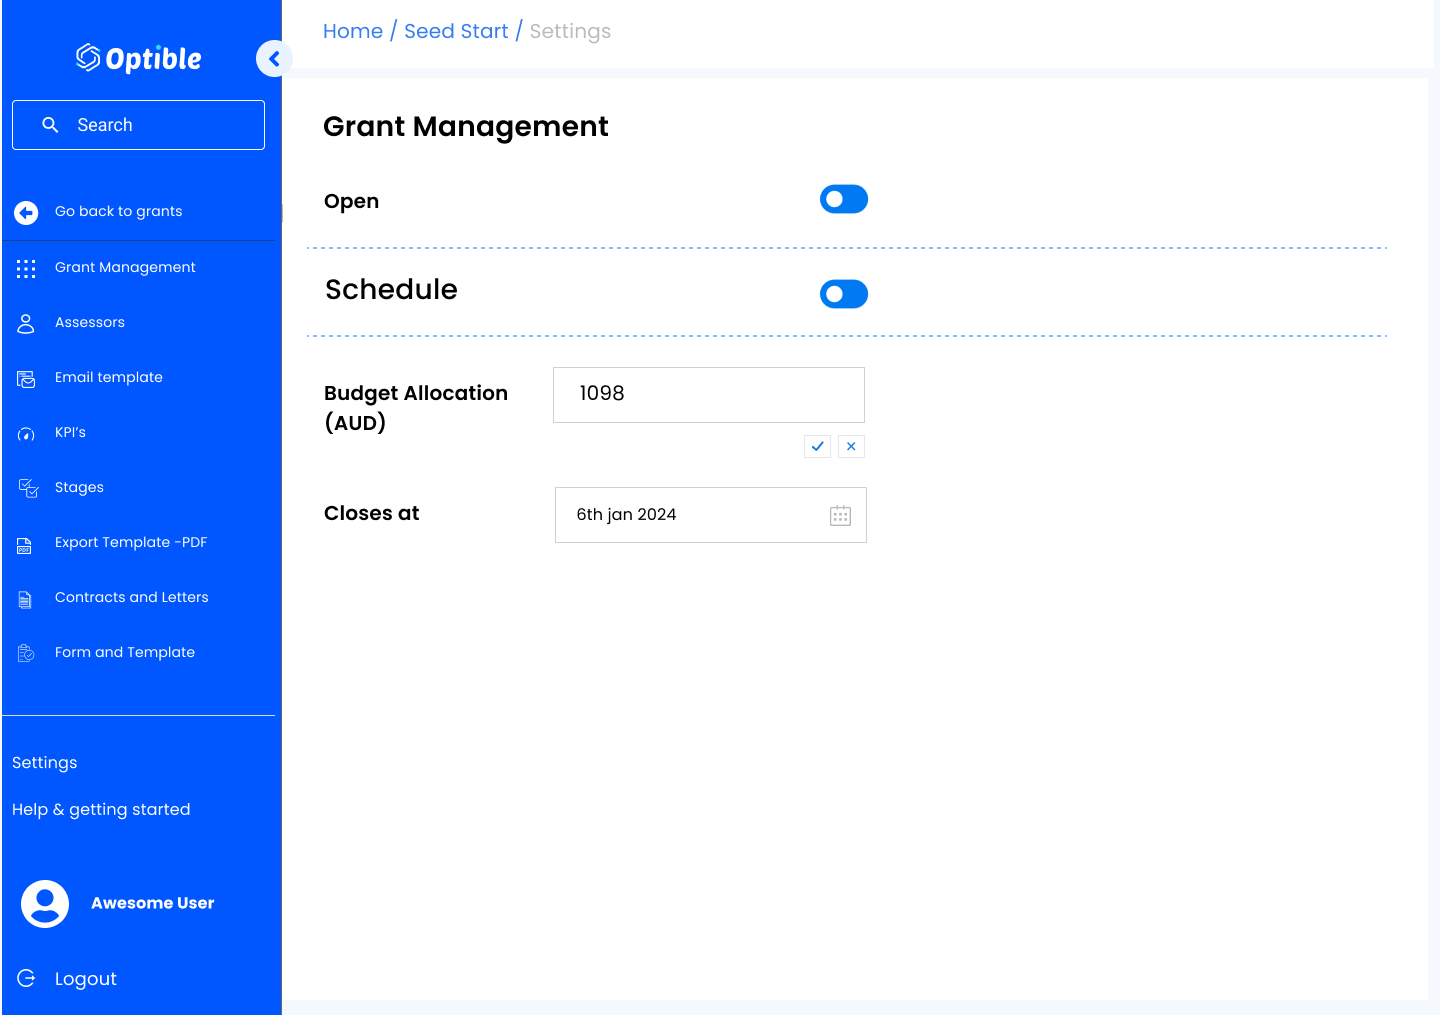 Optible
Search
Go back to grants
Grant Management
Assessors
Email template
KPI's
Stages
Export Template -PDF
Contracts and Letters
Form and Template
Settings
Help & getting started
Awesome User
Logout
Home / Seed Start / Settings
Grant Management
Open
Schedule
Budget Allocation
(AUD)
1098
Closes at
6th jan 2024